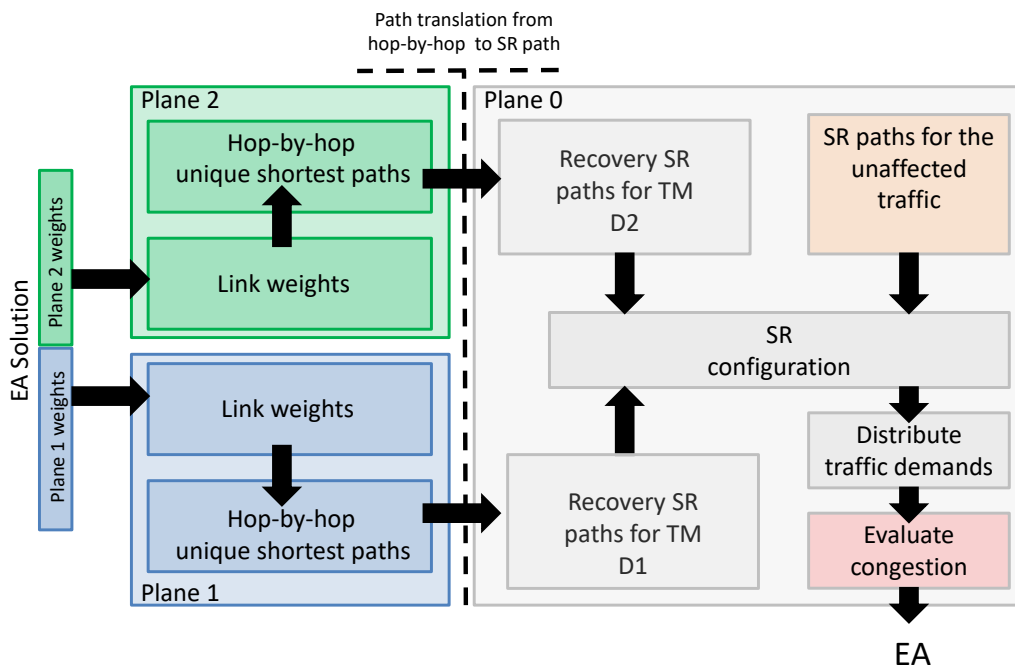 Path translation from
hop-by-hop to SR path
EA Solution
Plane 2 weights
Plane 1 weights
Plane 2
Hop-by-hop
unique shortest paths
Link weights
Link weights
Hop-by-hop
unique shortest paths
Plane 1
Plane 0
Recovery SR
paths for TM
D2
SR paths for the
unaffected
traffic
SR
configuration
Recovery SR
paths for TM
D1
Distribute
traffic demands
Evaluate
congestion
EA